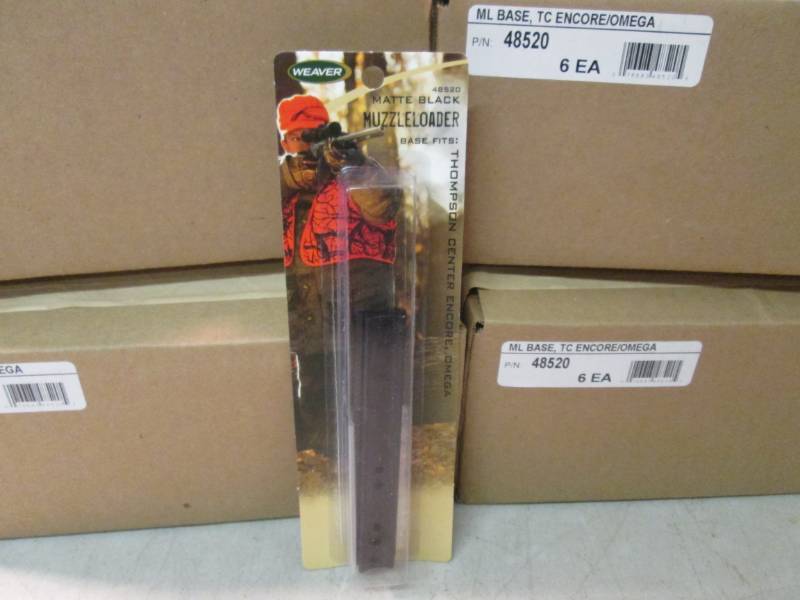 WEAVER
48520
MATTE BLACK
MUZZLELOADER
BASE FITS:
THOMPSON CENTER ENCORE, OMEGA
ML BASE, TC ENCORE/OMEGA
P/N: 48520
6 EA
EGA
ML BASE, TC ENCORE/OMEGA
P/N: 48520
6 EA